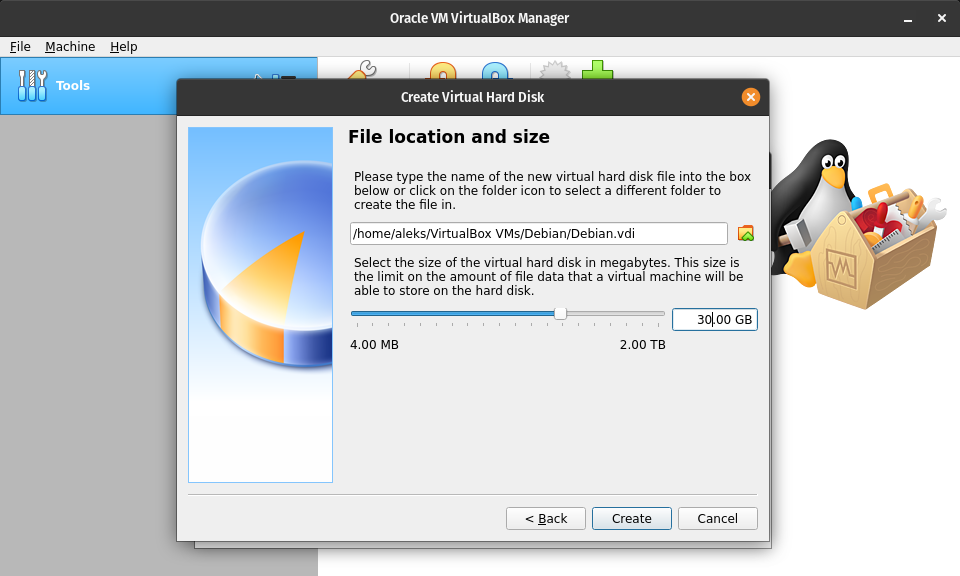 Oracle VM VirtualBox Manager
File Machine Help
Tools
Create Virtual Hard Disk
File location and size
Please type the name of the new virtual hard disk file into the box
below or click on the folder icon to select a different folder to
create the file in.
/home/aleks/VirtualBox VMs/Debian/Debian.vdi
Select the size of the virtual hard disk in megabytes. This size is
the limit on the amount of file data that a virtual machine will be
able to store on the hard disk.
30.00 GB
4.00 MB 2.00 TB
< Back Create Cancel